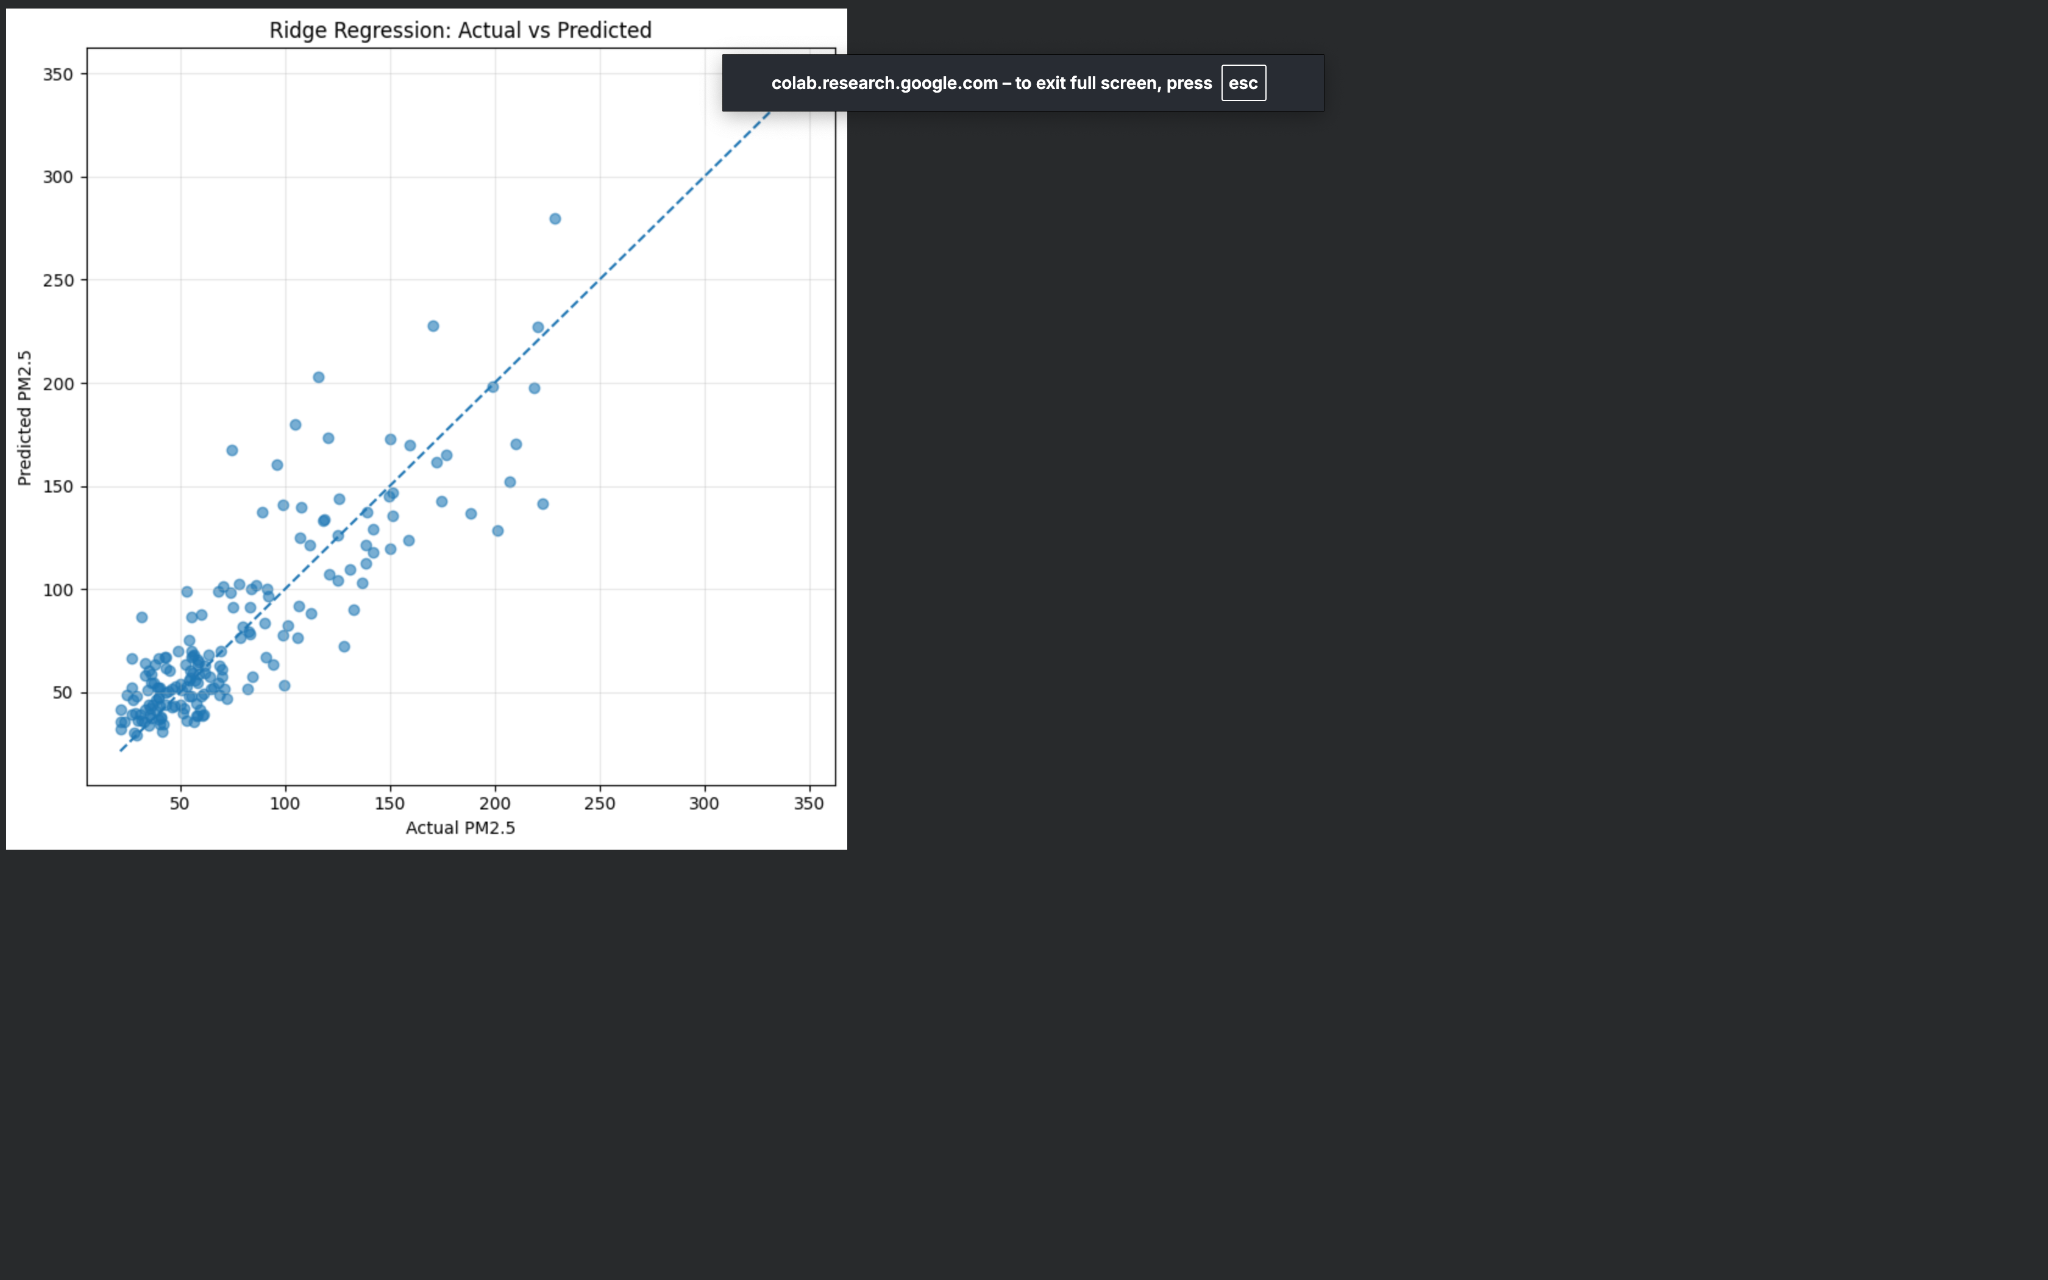 Ridge Regression: Actual vs Predicted
colab.research.google.com – to exit full screen, press esc
350
300
250
200
150
100
50
Predicted PM2.5
50 100 150 200 250 300 350
Actual PM2.5